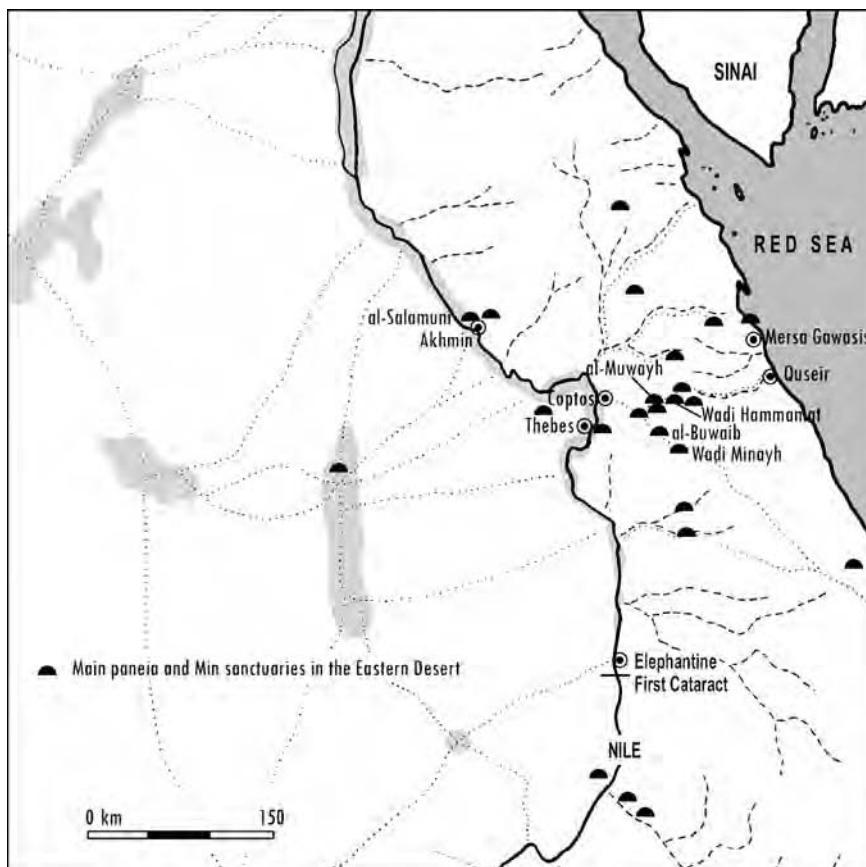 SINAI
RED SEA
al-Salamuni
Akhmin
Mersa Gawasis
al-Muwayh
Quseir
Coptos
Wadi Hammamat
Thebes
al-Buwaib
Wadi Minayh
Main paneia and Min sanctuaries in the Eastern Desert
Elephantine
First Cataract
NILE
0 km 150